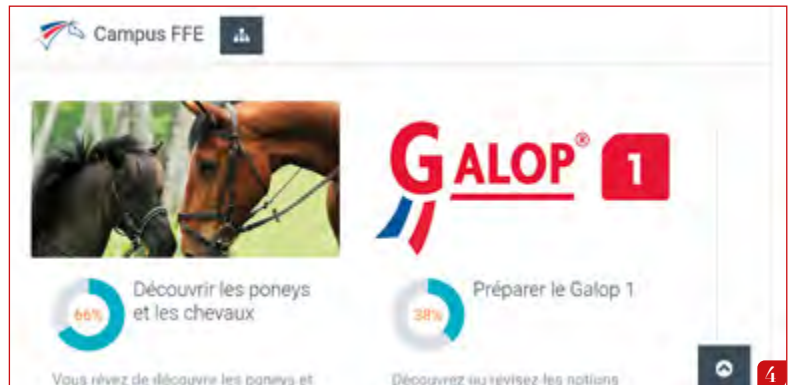 Campus FFE
GALOP® 1
66%
Découvrir les poneys
et les chevaux
38%
Préparer le Galop 1
Vous rêvez de découvrir les poneys et
Découvrez ou révisez les notions
4